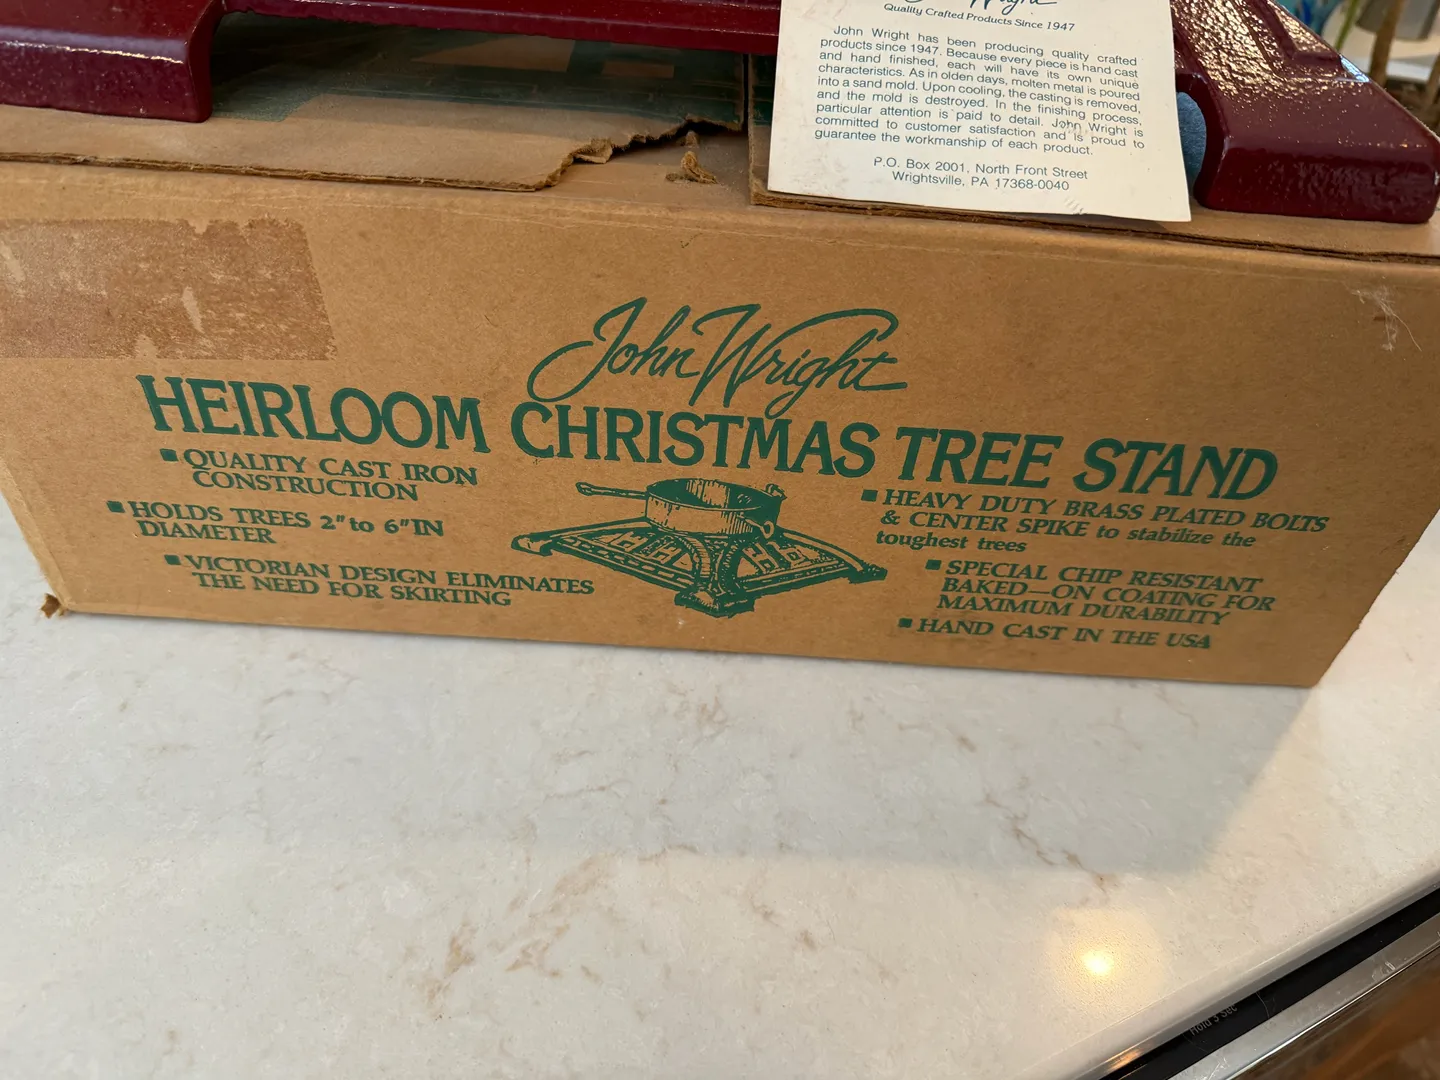 John Wright
Quality Crafted Products Since 1947
John Wright has been producing quality crafted
products since 1947. Because every piece is hand cast
and hand finished, each will have its own unique
characteristics. As in olden days, molten metal is poured
into a sand mold. Upon cooling, the casting is removed,
and the mold is destroyed. In the finishing process,
particular attention is paid to detail. John Wright is
committed to customer satisfaction and is proud to
guarantee the workmanship of each product.
P.O. Box 2001, North Front Street
Wrightsville, PA 17368-0040
John Wright
HEIRLOOM CHRISTMAS TREE STAND
■ QUALITY CAST IRON
CONSTRUCTION
■ HOLDS TREES 2" to 6" IN
DIAMETER
■ VICTORIAN DESIGN ELIMINATES
THE NEED FOR SKIRTING
■ HEAVY DUTY BRASS PLATED BOLTS
& CENTER SPIKE to stabilize the
toughest trees
■ SPECIAL CHIP RESISTANT
BAKED—ON COATING FOR
MAXIMUM DURABILITY
■ HAND CAST IN THE USA
Hold 3 Sec